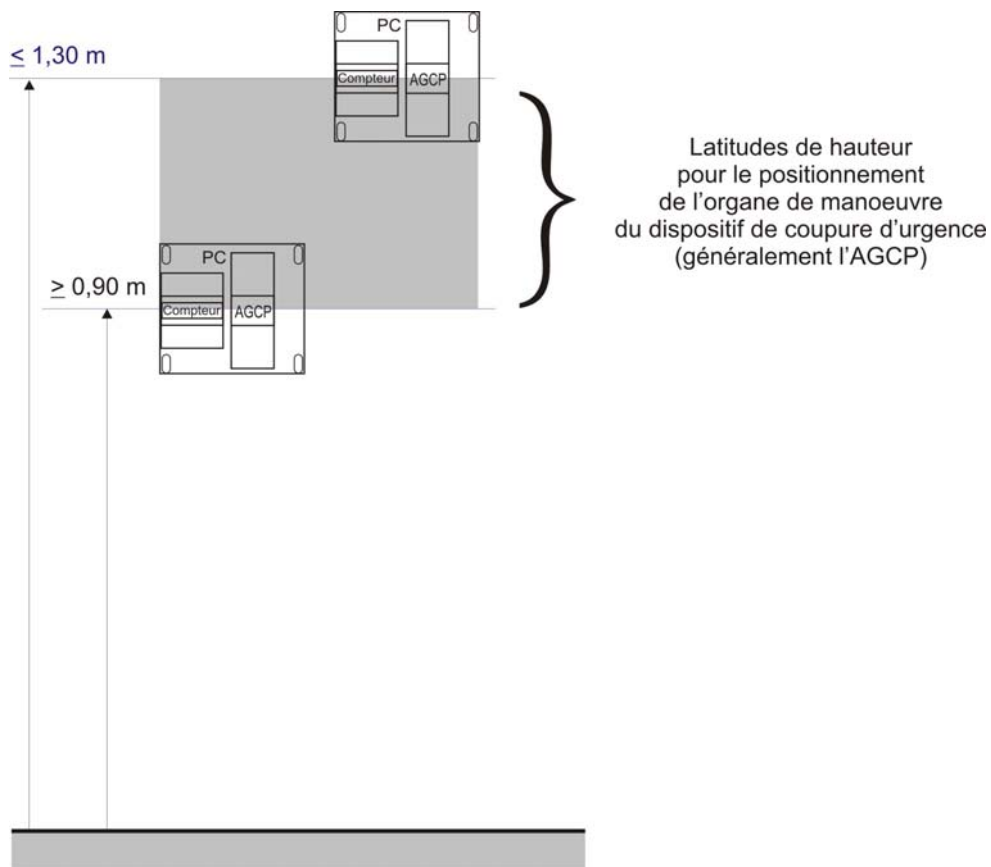 PC
≤ 1,30 m
Compteur
AGCP
Latitudes de hauteur
pour le positionnement
de l'organe de manoeuvre
du dispositif de coupure d'urgence
(généralement l'AGCP)
PC
≥ 0,90 m
Compteur
AGCP